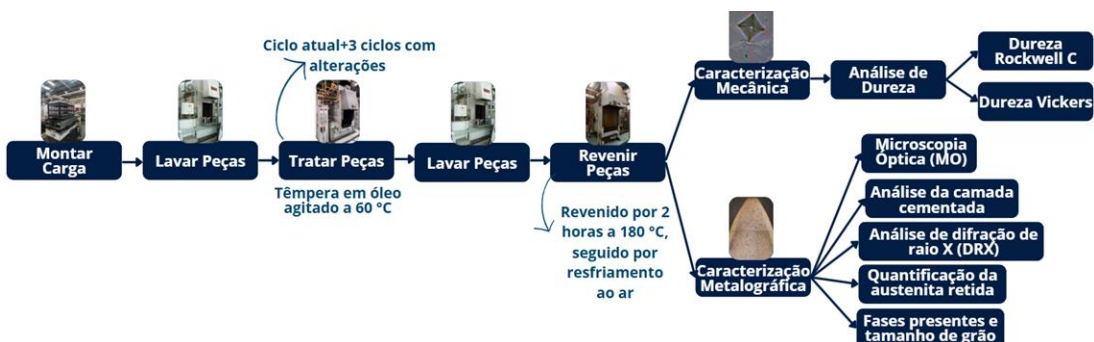 Ciclo atual+3 ciclos com
alterações
Montar
Carga
Lavar Peças
Tratar Peças
Têmpera em óleo
agitado a 60 °C
Lavar Peças
Revenir
Peças
Revenido por 2
horas a 180 °C,
seguido por
resfriamento
ao ar
Caracterização
Mecânica
Análise de
Dureza
Dureza
Rockwell C
Dureza Vickers
Caracterização
Metalográfica
Microscopia
Óptica (MO)
Análise da camada
cementada
Análise de difração de
raio X (DRX)
Quantificação da
austenita retida
Fases presentes e
tamanho de grão